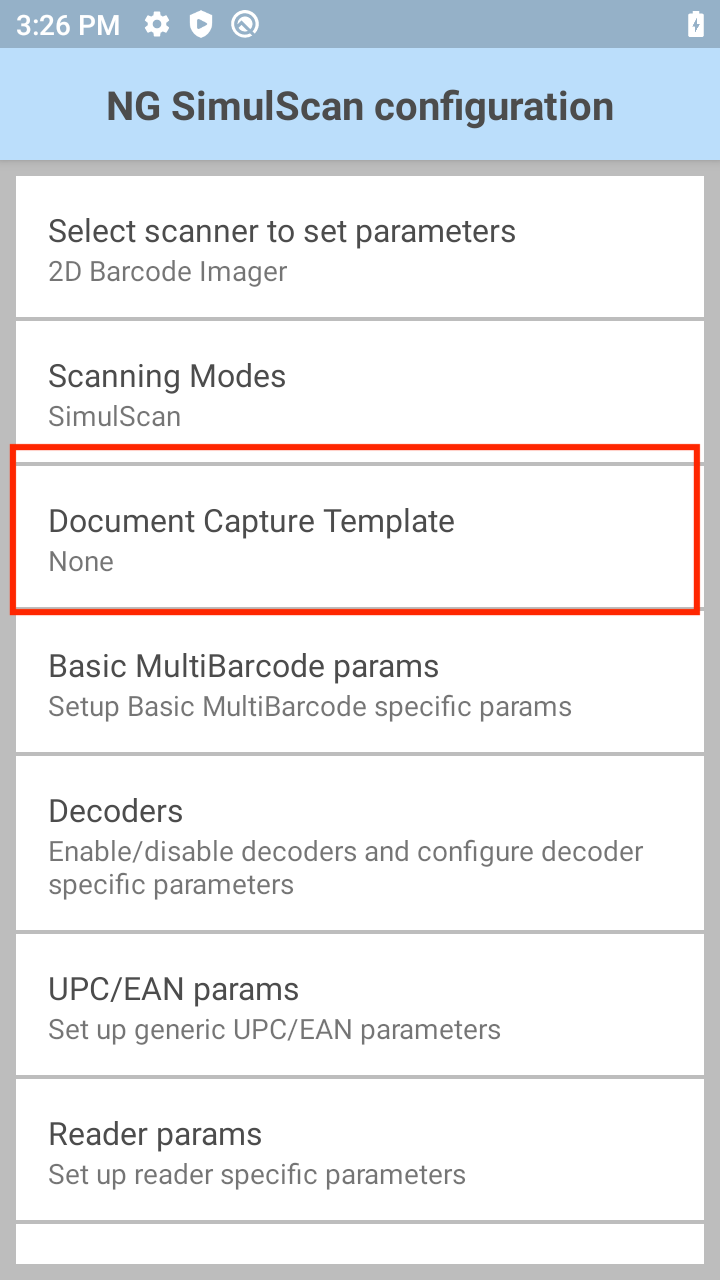 3:26 PM
NG SimulScan configuration
Select scanner to set parameters
2D Barcode Imager
Scanning Modes
SimulScan
Document Capture Template
None
Basic MultiBarcode params
Setup Basic MultiBarcode specific params
Decoders
Enable/disable decoders and configure decoder
specific parameters
UPC/EAN params
Set up generic UPC/EAN parameters
Reader params
Set up reader specific parameters